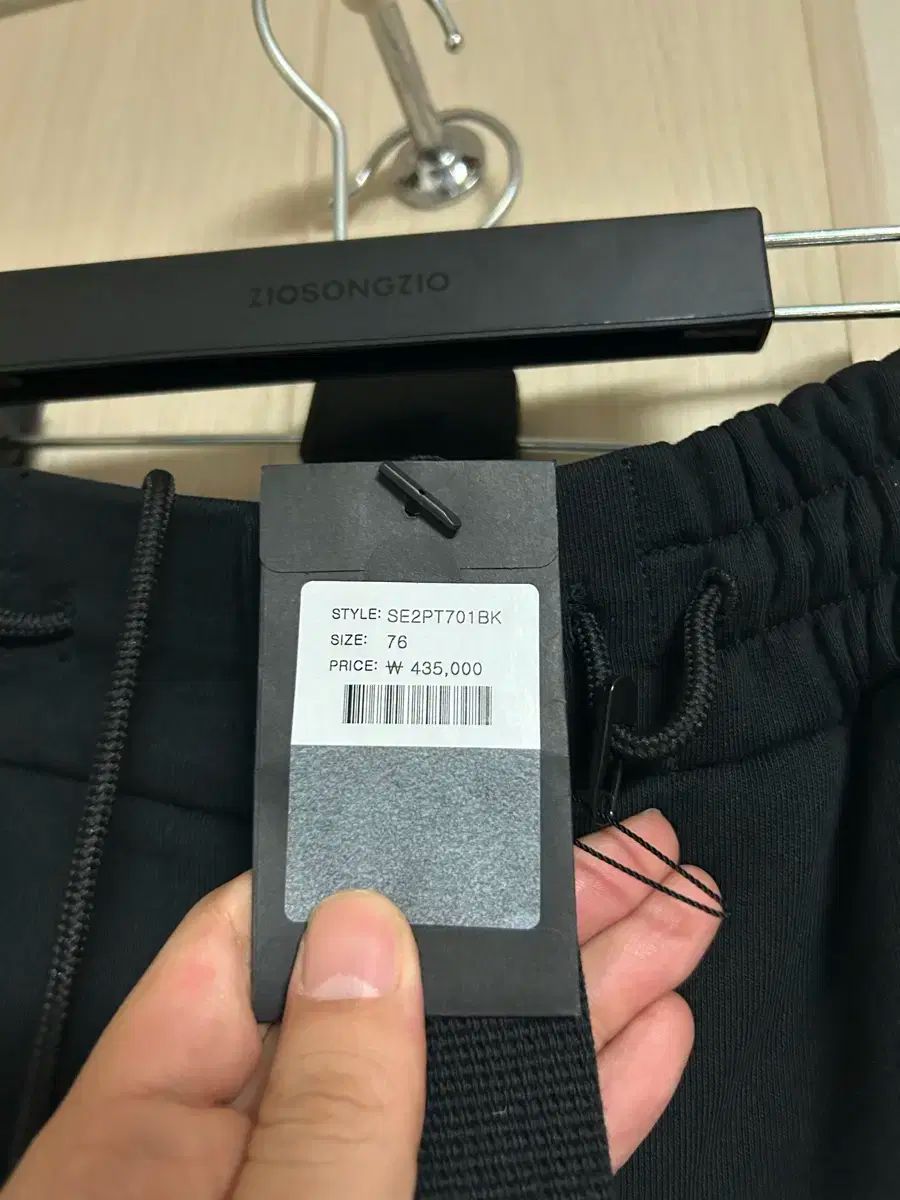 ZIOSONGZIO
STYLE: SE2PT701BK
SIZE: 76
PRICE: ₩ 435,000